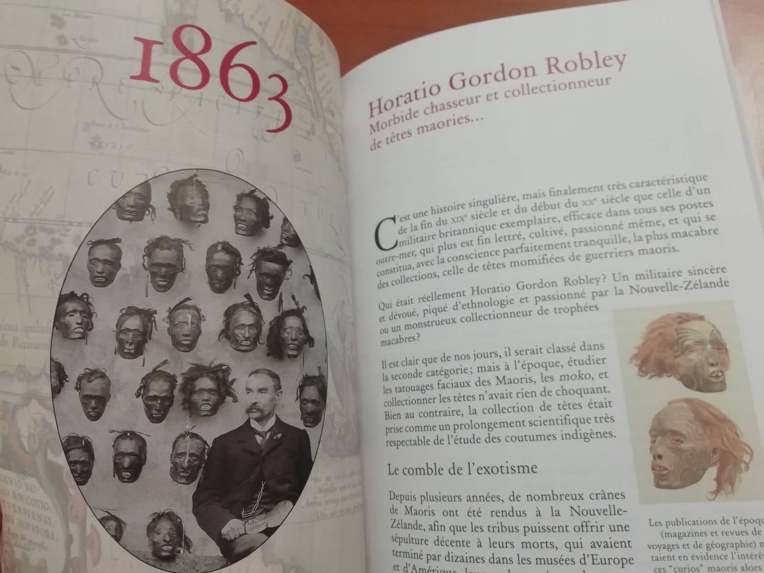 1863
Horatio Gordon Robley
Morbide chasseur et collectionneur
de têtes maories…
C'est une histoire singulière, mais finalement très caractéristique
de la fin du XIXe siècle et du début du XXe siècle que celle d'un
militaire britannique exemplaire, efficace dans tous ses postes
outre-mer, qui plus est fin lettré, cultivé, passionné même, et qui se
constitua, avec la conscience parfaitement tranquille, la plus macabre
des collections, celle de têtes momifiées de guerriers maoris.
Qui était réellement Horatio Gordon Robley? Un militaire sincère
et dévoué, piqué d'ethnologie et passionné par la Nouvelle-Zélande
ou un monstrueux collectionneur de trophées
macabres?
Il est clair que de nos jours, il serait classé dans
la seconde catégorie; mais à l'époque, étudier
les tatouages faciaux des Maoris, les moko, et
collectionner les têtes n'avait rien de choquant.
Bien au contraire, la collection de têtes était
prise comme un prolongement scientifique très
respectable de l'étude des coutumes indigènes.
Le comble de l'exotisme
Depuis plusieurs années, de nombreux crânes
de Maoris ont été rendus à la Nouvelle-
Zélande, afin que les tribus puissent offrir une
sépulture décente à leurs morts, qui avaient
terminé par dizaines dans les musées d'Europe
et d'Amérique
Les publications de l'époque
(magazines et revues de
voyages et de géographie)
taient en évidence l'intérêt
ces "curios" maoris alors